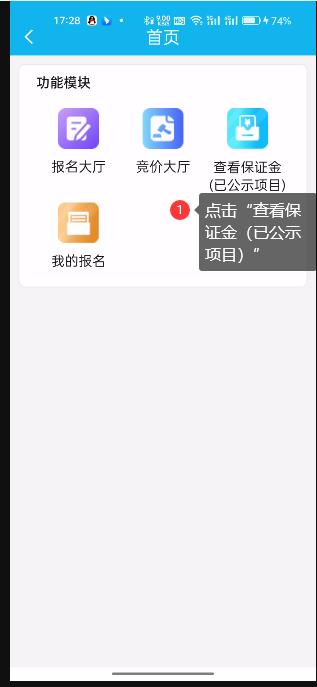 17:28 74%
首页
功能模块
报名大厅 竞价大厅 查看保证金
(已公示项目)
1 点击“查看保
证金（已公示
项目）”
我的报名